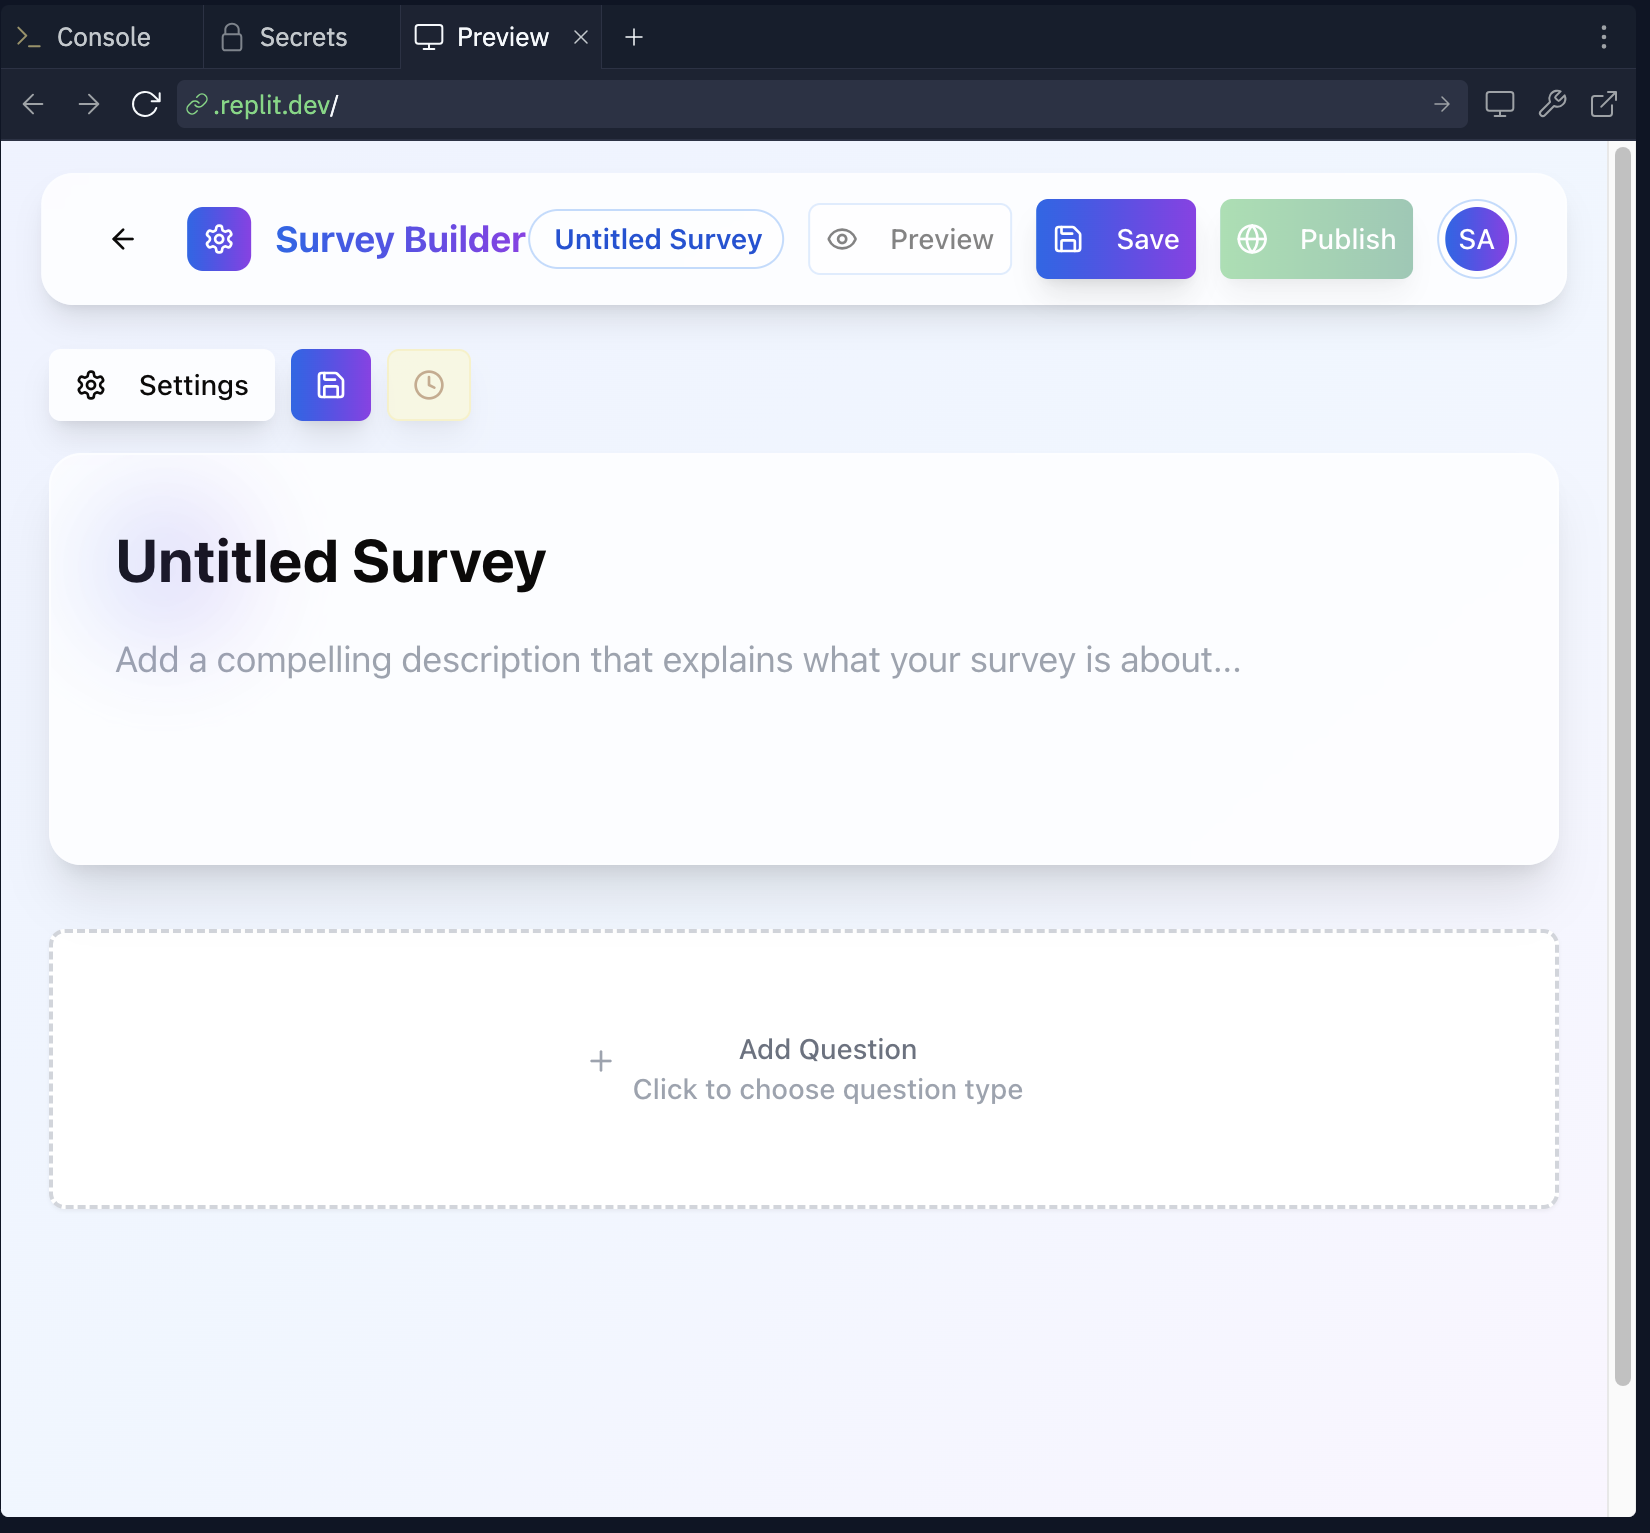 Console
Secrets
Preview
.replit.dev/
Survey Builder
Untitled Survey
Preview
Save
Publish
SA
Settings
Untitled Survey
Add a compelling description that explains what your survey is about...
Add Question
Click to choose question type